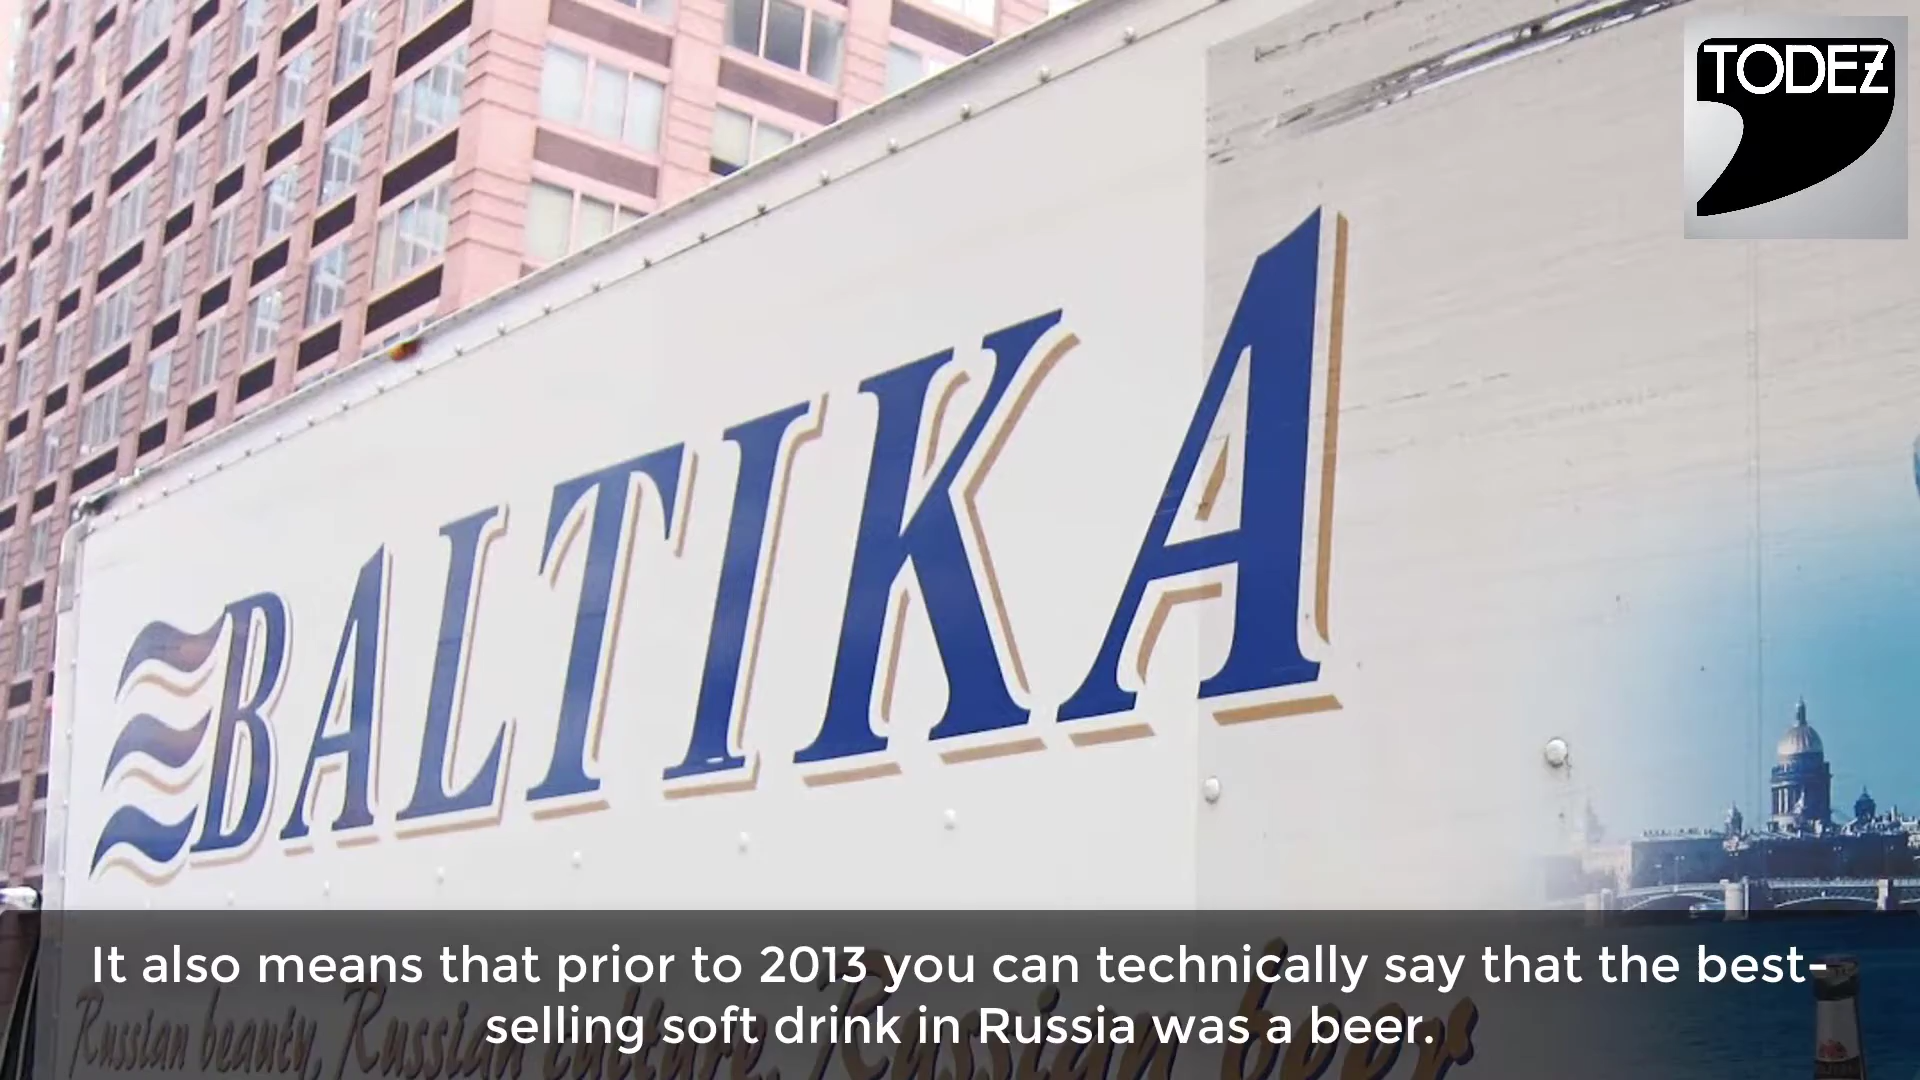 TODEZ
BALTIKA
It also means that prior to 2013 you can technically say that the best-
selling soft drink in Russia was a beer.
Russian beauty, Russian culture, Russian beer